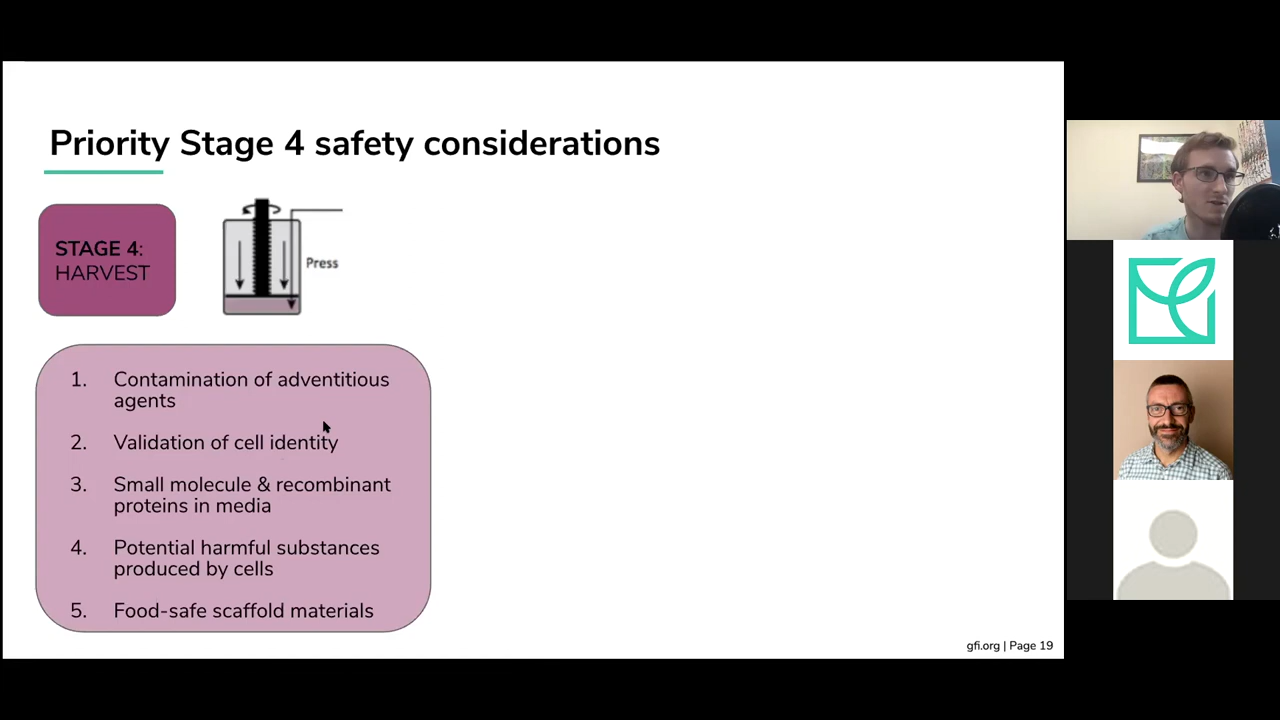 Priority Stage 4 safety considerations
STAGE 4:
HARVEST
Press
1. Contamination of adventitious
agents
2. Validation of cell identity
3. Small molecule & recombinant
proteins in media
4. Potential harmful substances
produced by cells
5. Food-safe scaffold materials
gfi.org | Page 19